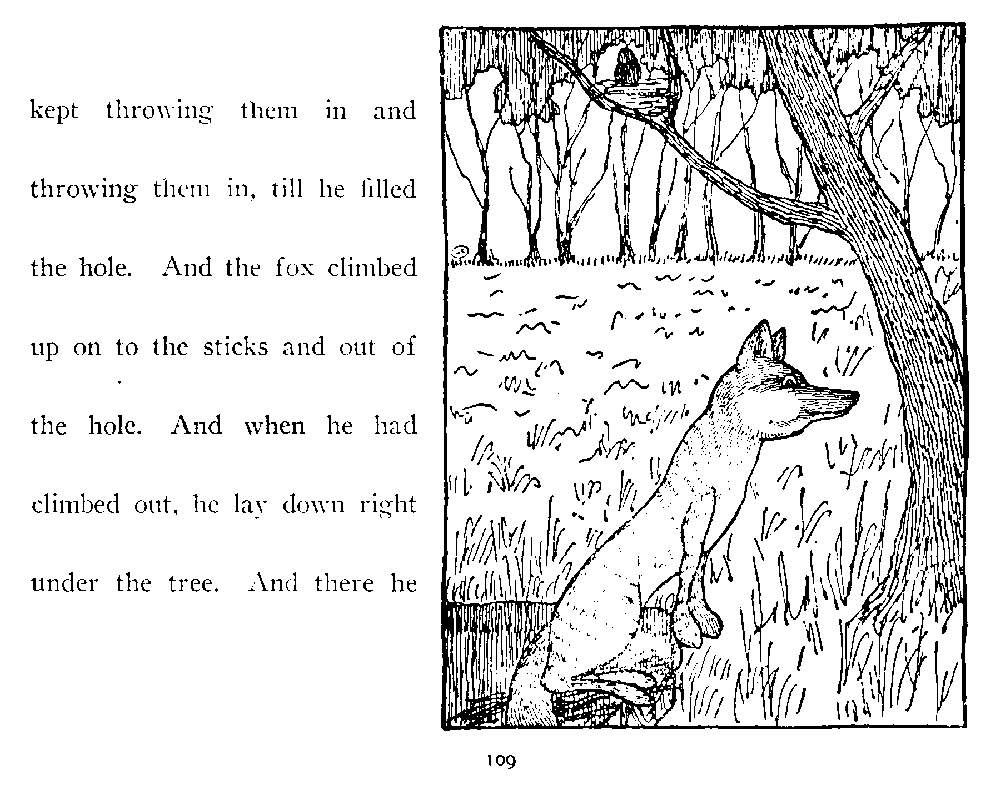 kept throwing them in and
throwing them in, till he filled
the hole. And the fox climbed
up on to the sticks and out of
the hole. And when he had
climbed out, he lay down right
under the tree. And there he
109